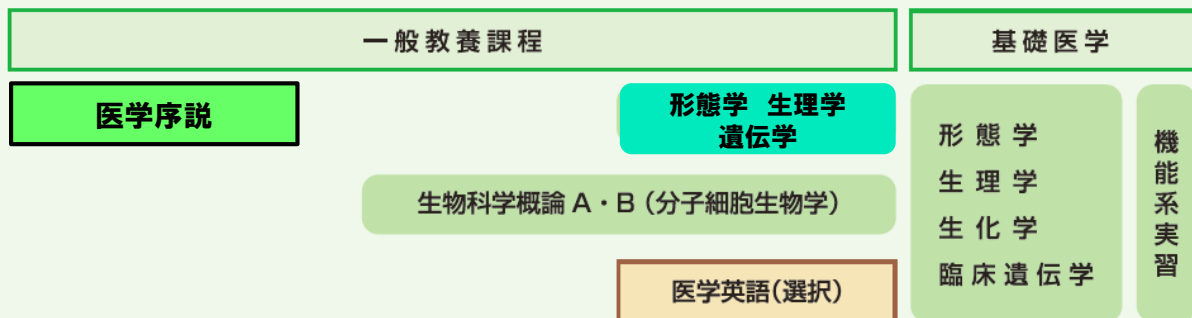 一般教養課程
基礎医学
医学序説
形態学 生理学
遺伝学
生物科学概論 A・B（分子細胞生物学）
医学英語(選択)
形態学
生理学
生化学
臨床遺伝学
機能系実習